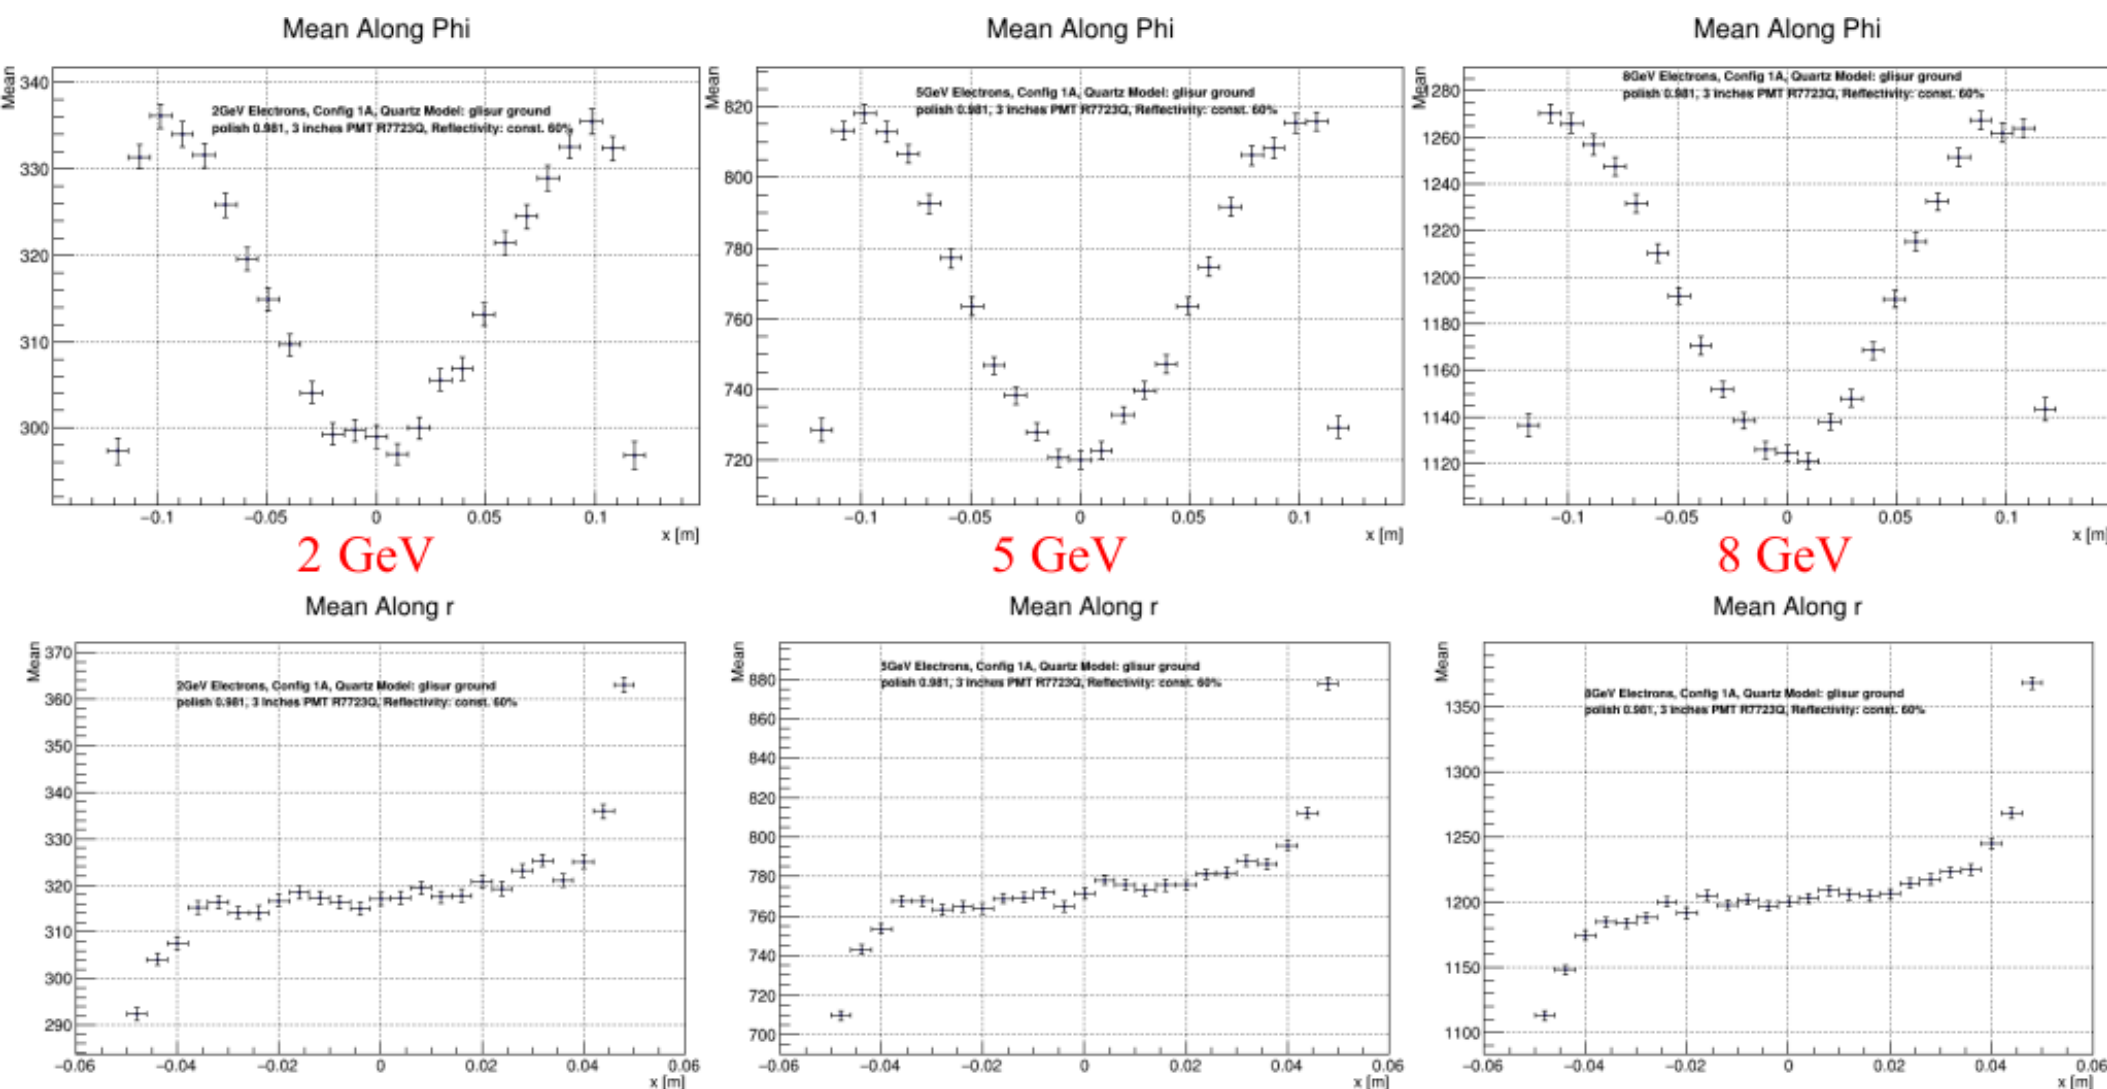 Mean Along Phi
Mean
2GeV Electrons, Config 1A, Quartz Model: glisur ground
polish 0.981, 3 inches PMT R7723Q, Reflectivity: const. 60%
340
330
320
310
300
−0.1 −0.05 0 0.05 0.1
x [m]
2 GeV
Mean Along Phi
Mean
5GeV Electrons, Config 1A, Quartz Model: glisur ground
polish 0.981, 3 inches PMT R7723Q, Reflectivity: const. 60%
820
800
780
760
740
720
−0.1 −0.05 0 0.05 0.1
x [m]
5 GeV
Mean Along Phi
Mean
8GeV Electrons, Config 1A, Quartz Model: glisur ground
polish 0.981, 3 inches PMT R7723Q, Reflectivity: const. 60%
1280
1260
1240
1220
1200
1180
1160
1140
1120
−0.1 −0.05 0 0.05 0.1
x [m]
8 GeV
Mean Along r
Mean
2GeV Electrons, Config 1A, Quartz Model: glisur ground
polish 0.981, 3 inches PMT R7723Q, Reflectivity: const. 60%
370
360
350
340
330
320
310
300
290
−0.06 −0.04 −0.02 0 0.02 0.04 0.06
x [m]
Mean Along r
Mean
5GeV Electrons, Config 1A, Quartz Model: glisur ground
polish 0.981, 3 inches PMT R7723Q, Reflectivity: const. 60%
880
860
840
820
800
780
760
740
720
700
−0.06 −0.04 −0.02 0 0.02 0.04 0.06
x [m]
Mean Along r
Mean
8GeV Electrons, Config 1A, Quartz Model: glisur ground
polish 0.981, 3 inches PMT R7723Q, Reflectivity: const. 60%
1350
1300
1250
1200
1150
1100
−0.06 −0.04 −0.02 0 0.02 0.04 0.06
x [m]